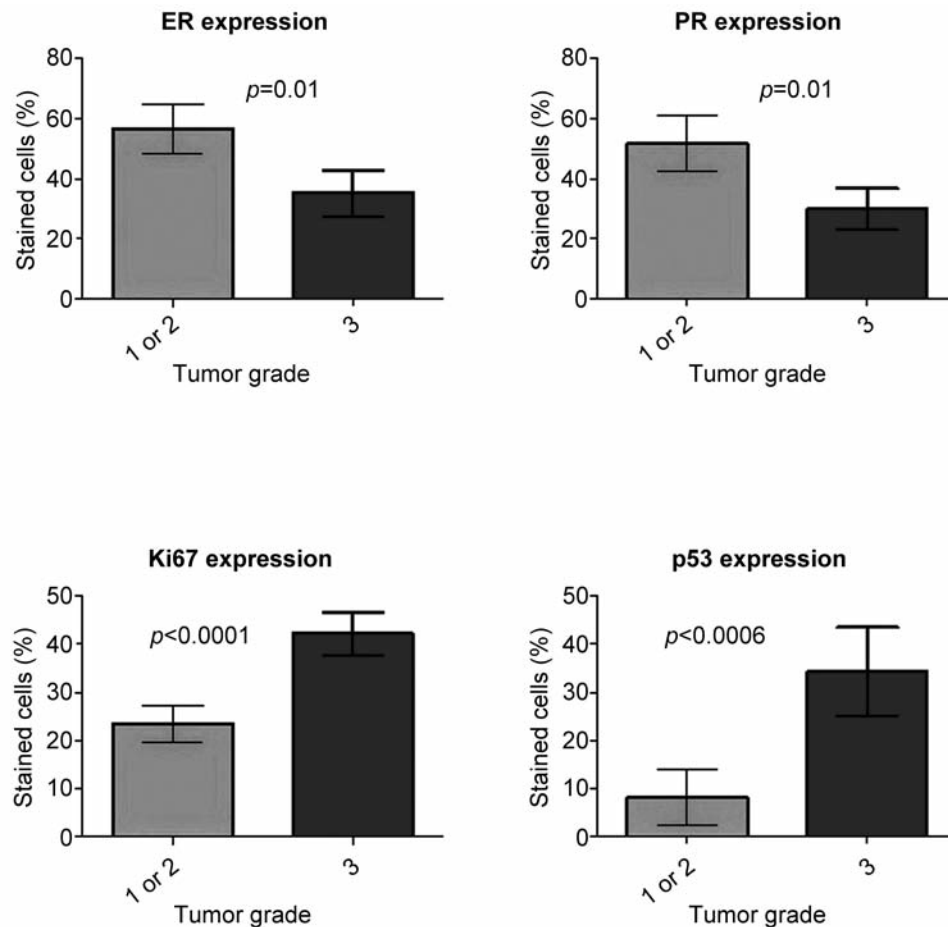 ER expression
Stained cells (%)
80
60
40
20
0
p=0.01
1 or 2
3
Tumor grade
PR expression
Stained cells (%)
80
60
40
20
0
p=0.01
1 or 2
3
Tumor grade
Ki67 expression
Stained cells (%)
50
40
30
20
10
0
p<0.0001
1 or 2
3
Tumor grade
p53 expression
Stained cells (%)
50
40
30
20
10
0
p<0.0006
1 or 2
3
Tumor grade